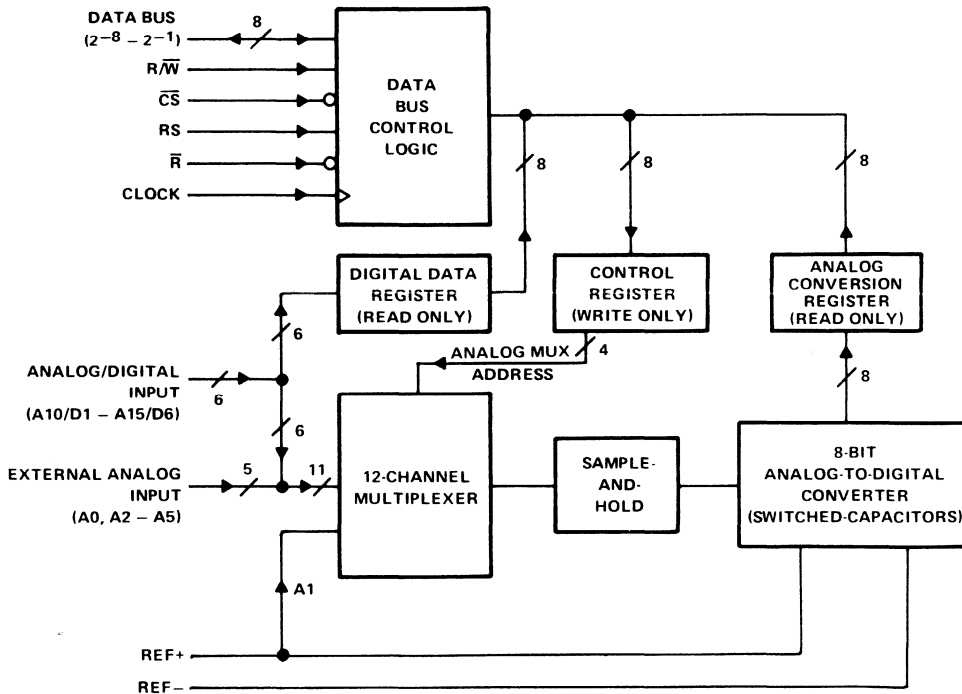 DATA BUS
(2⁻⁸ – 2⁻¹)
8
R/W̅
C̅S̅
RS
R̅
CLOCK
DATA
BUS
CONTROL
LOGIC
8
8
8
DIGITAL DATA
REGISTER
(READ ONLY)
CONTROL
REGISTER
(WRITE ONLY)
ANALOG
CONVERSION
REGISTER
(READ ONLY)
6
4
ANALOG MUX
ADDRESS
8
ANALOG/DIGITAL
INPUT
(A10/D1 – A15/D6)
6
6
EXTERNAL ANALOG
INPUT
(A0, A2 – A5)
5
11
12-CHANNEL
MULTIPLEXER
SAMPLE-
AND-
HOLD
8-BIT
ANALOG-TO-DIGITAL
CONVERTER
(SWITCHED-CAPACITORS)
A1
REF+
REF–